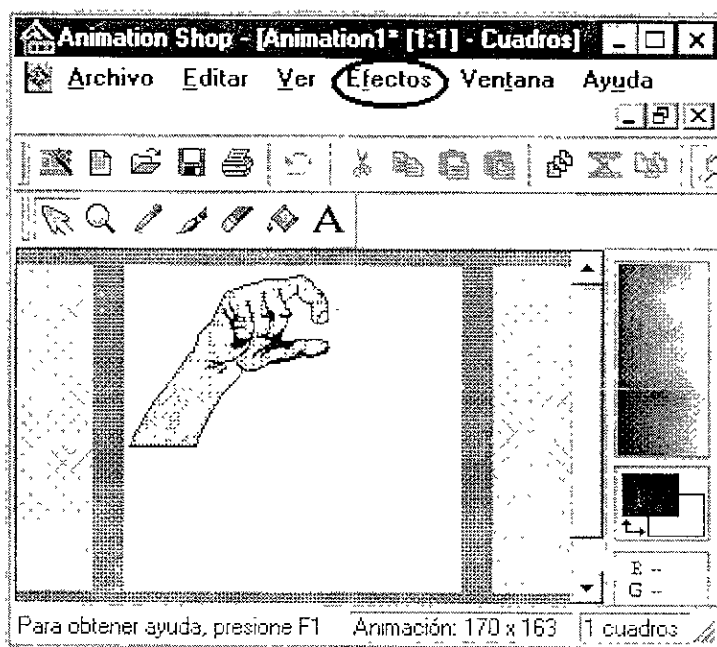 Animation Shop - [Animation1* [1:1] - Cuadros]
Archivo Editar Ver Efectos Ventana Ayuda
A
R --
G --
Para obtener ayuda, presione F1 Animación: 170 x 163 1 cuadros